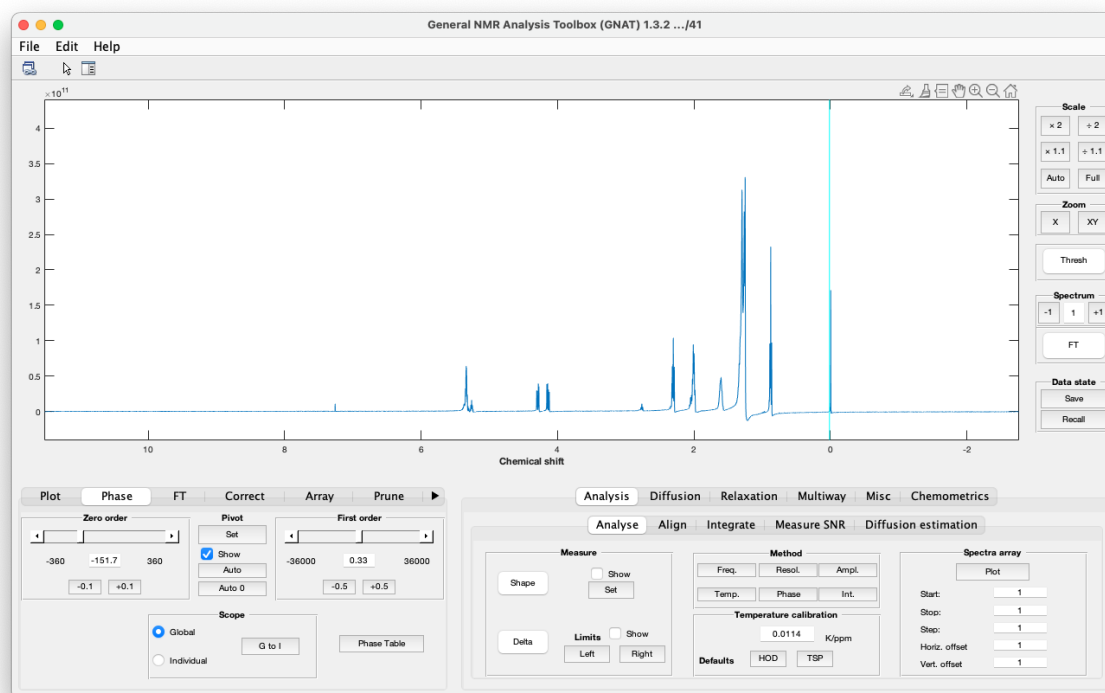 General NMR Analysis Toolbox (GNAT) 1.3.2 .../41
File Edit Help
×10¹¹
4
3.5
3
2.5
2
1.5
1
0.5
0
10 8 6 4 2 0 -2
Chemical shift
Scale
× 2 ÷ 2
× 1.1 ÷ 1.1
Auto Full
Zoom
X XY
Thresh
Spectrum
-1 1 +1
FT
Data state
Save
Recall
Plot Phase FT Correct Array Prune
Zero order
-360 -151.7 360
-0.1 +0.1
Pivot
Set
Show
Auto
Auto 0
First order
-36000 0.33 36000
-0.5 +0.5
Scope
Global
G to I
Individual
Phase Table
Analysis Diffusion Relaxation Multiway Misc Chemometrics
Analyse Align Integrate Measure SNR Diffusion estimation
Measure
Shape
Show
Set
Delta
Limits Show
Left Right
Method
Freq. Resol. Ampl.
Temp. Phase Int.
Temperature calibration
0.0114 K/ppm
Defaults HOD TSP
Spectra array
Plot
Start: 1
Stop: 1
Step: 1
Horiz. offset 1
Vert. offset 1